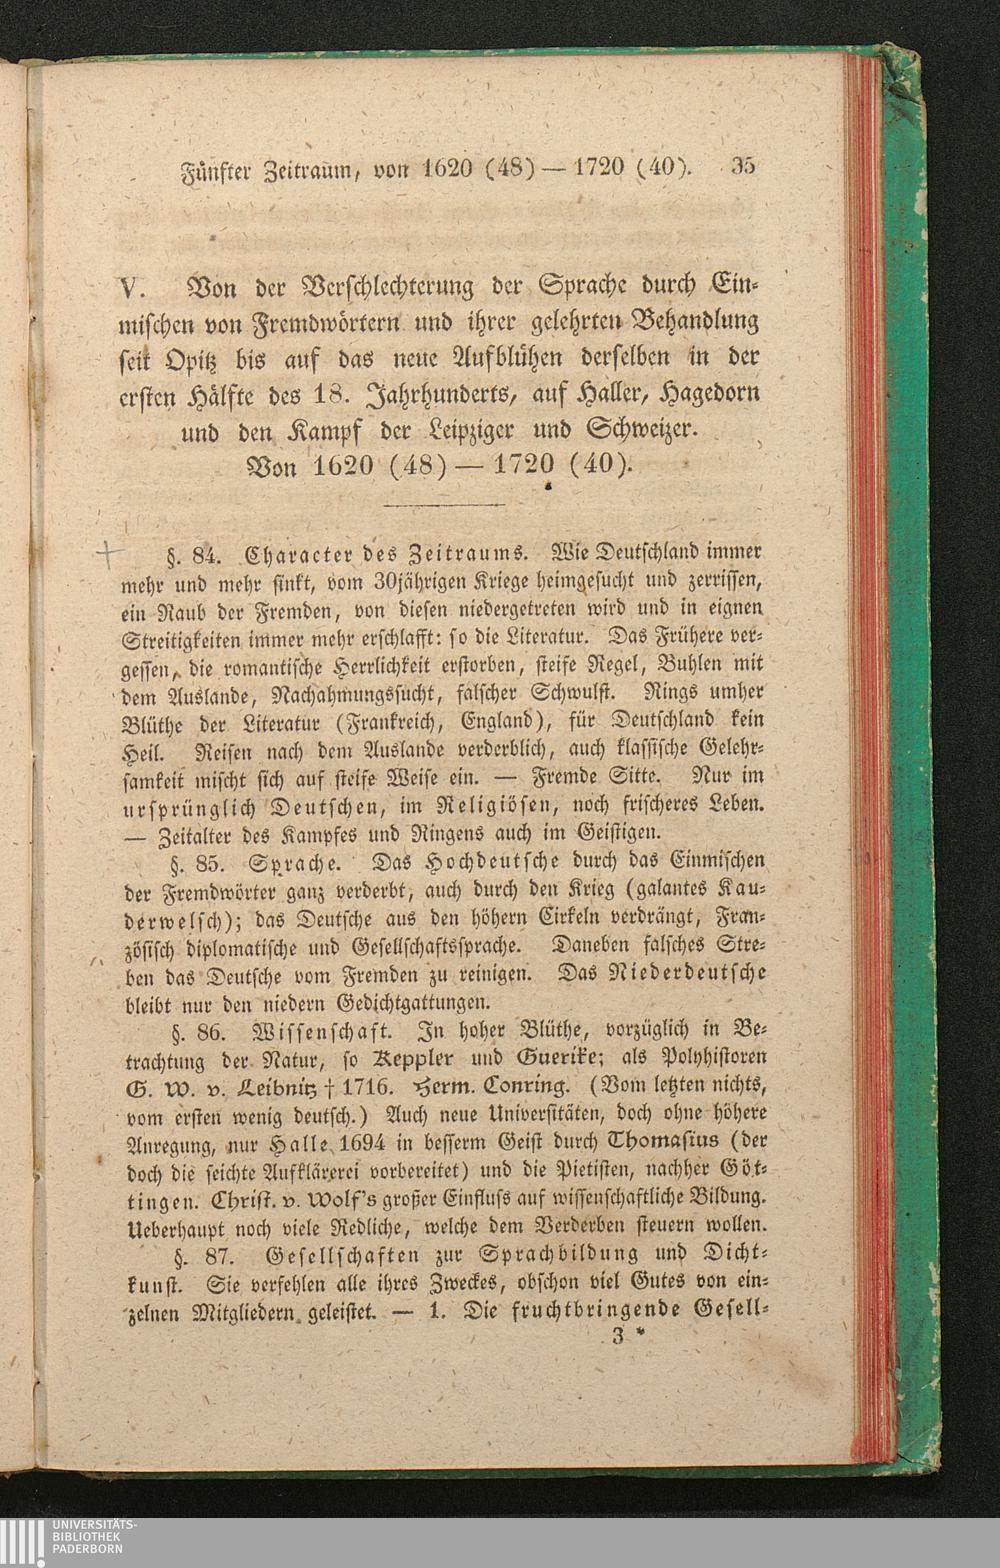 Fünfter Zeitraum, von 1620 (48) — 1720 (40). 35
V. Von der Verschlechterung der Sprache durch Ein-
mischen von Fremdwörtern und ihrer gelehrten Behandlung
seit Opitz bis auf das neue Aufblühen derselben in der
ersten Hälfte des 18. Jahrhunderts, auf Haller, Hagedorn
und den Kampf der Leipziger und Schweizer.
Von 1620 (48) — 1720 (40).
§. 84. Character des Zeitraums. Wie Deutschland immer
mehr und mehr sinkt, vom 30jährigen Kriege heimgesucht und zerrissen,
ein Raub der Fremden, von diesen niedergetreten wird und in eignen
Streitigkeiten immer mehr erschlafft: so die Literatur. Das Frühere ver-
gessen, die romantische Herrlichkeit erstorben, steife Regel, Buhlen mit
dem Auslande, Nachahmungssucht, falscher Schwulst. Rings umher
Blüthe der Literatur (Frankreich, England), für Deutschland kein
Heil. Reisen nach dem Auslande verderblich, auch klassische Gelehr-
samkeit mischt sich auf steife Weise ein. — Fremde Sitte. Nur im
ursprünglich Deutschen, im Religiösen, noch frischeres Leben.
— Zeitalter des Kampfes und Ringens auch im Geistigen.
§. 85. Sprache. Das Hochdeutsche durch das Einmischen
der Fremdwörter ganz verderbt, auch durch den Krieg (galantes Kau-
derwelsch); das Deutsche aus den höhern Cirkeln verdrängt, Fran-
zösisch diplomatische und Gesellschaftssprache. Daneben falsches Stre-
ben das Deutsche vom Fremden zu reinigen. Das Niederdeutsche
bleibt nur den niedern Gedichtgattungen.
§. 86. Wissenschaft. In hoher Blüthe, vorzüglich in Be-
trachtung der Natur, so Keppler und Guerike; als Polyhistoren
G. W. v. Leibnitz † 1716. Herm. Conring. (Vom letzten nichts,
vom ersten wenig deutsch.) Auch neue Universitäten, doch ohne höhere
Anregung, nur Halle 1694 in besserm Geist durch Thomasius (der
doch die seichte Aufklärerei vorbereitet) und die Pietisten, nachher Göt-
tingen. Christ. v. Wolf's großer Einfluss auf wissenschaftliche Bildung.
Ueberhaupt noch viele Redliche, welche dem Verderben steuern wollen.
§. 87. Gesellschaften zur Sprachbildung und Dicht-
kunst. Sie verfehlen alle ihres Zweckes, obschon viel Gutes von ein-
zelnen Mitgliedern geleistet. — 1. Die fruchtbringende Gesell-
3 *
UNIVERSITÄTS-
BIBLIOTHEK
PADERBORN